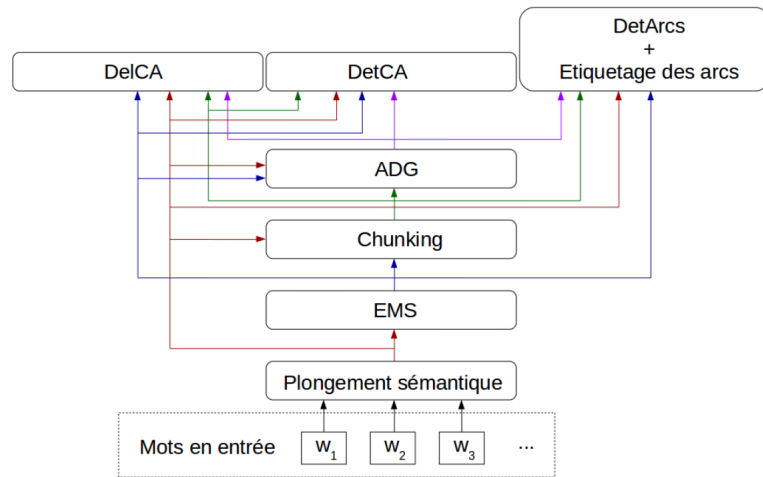 DetArcs
+
Etiquetage des arcs
DelCA
DetCA
ADG
Chunking
EMS
Plongement sémantique
Mots en entrée w1 w2 w3 ...